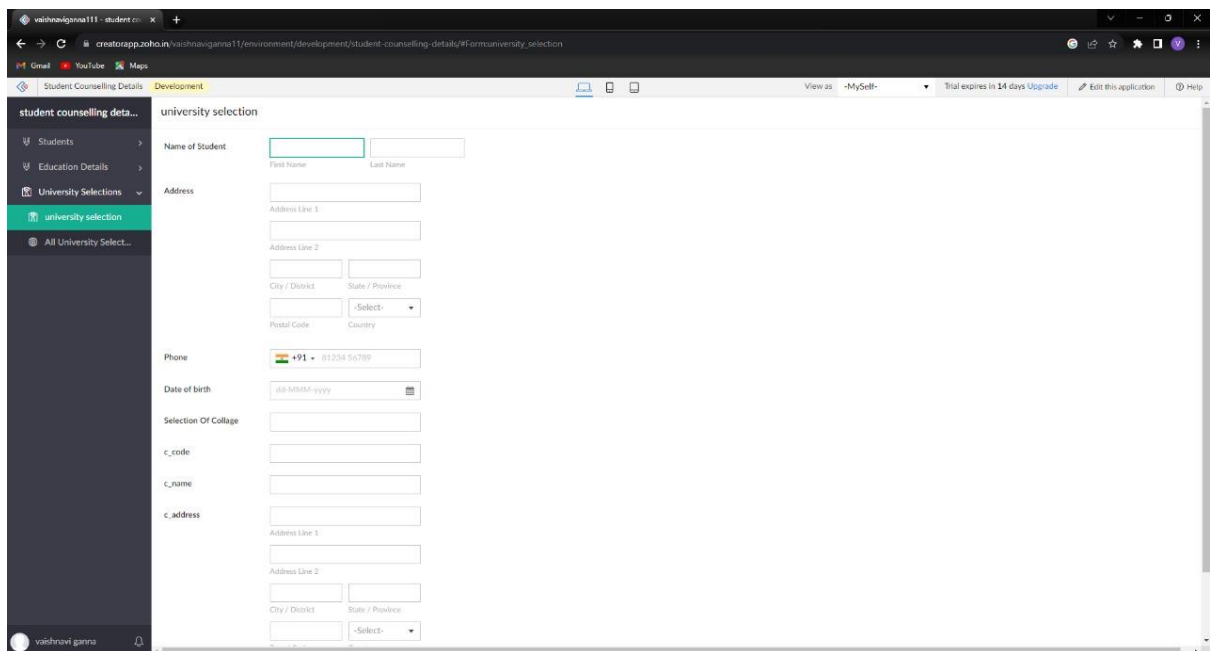 vaishnaviganna111 - student co
creatorapp.zoho.in/vaishnaviganna11/environment/development/student-counselling-details/#Form:university_selection
Gmail YouTube Maps
Student Counselling Details Development View as -MySelf- Trial expires in 14 days Upgrade Edit this application Help
student counselling deta...
university selection
Students
Education Details
University Selections
university selection
All University Select...
Name of Student
First Name Last Name
Address
Address Line 1
Address Line 2
City / District State / Province
-Select-
Postal Code Country
Phone +91 81234 56789
Date of birth dd-MMM-yyyy
Selection Of Collage
c_code
c_name
c_address
Address Line 1
Address Line 2
City / District State / Province
-Select-
vaishnavi ganna
V